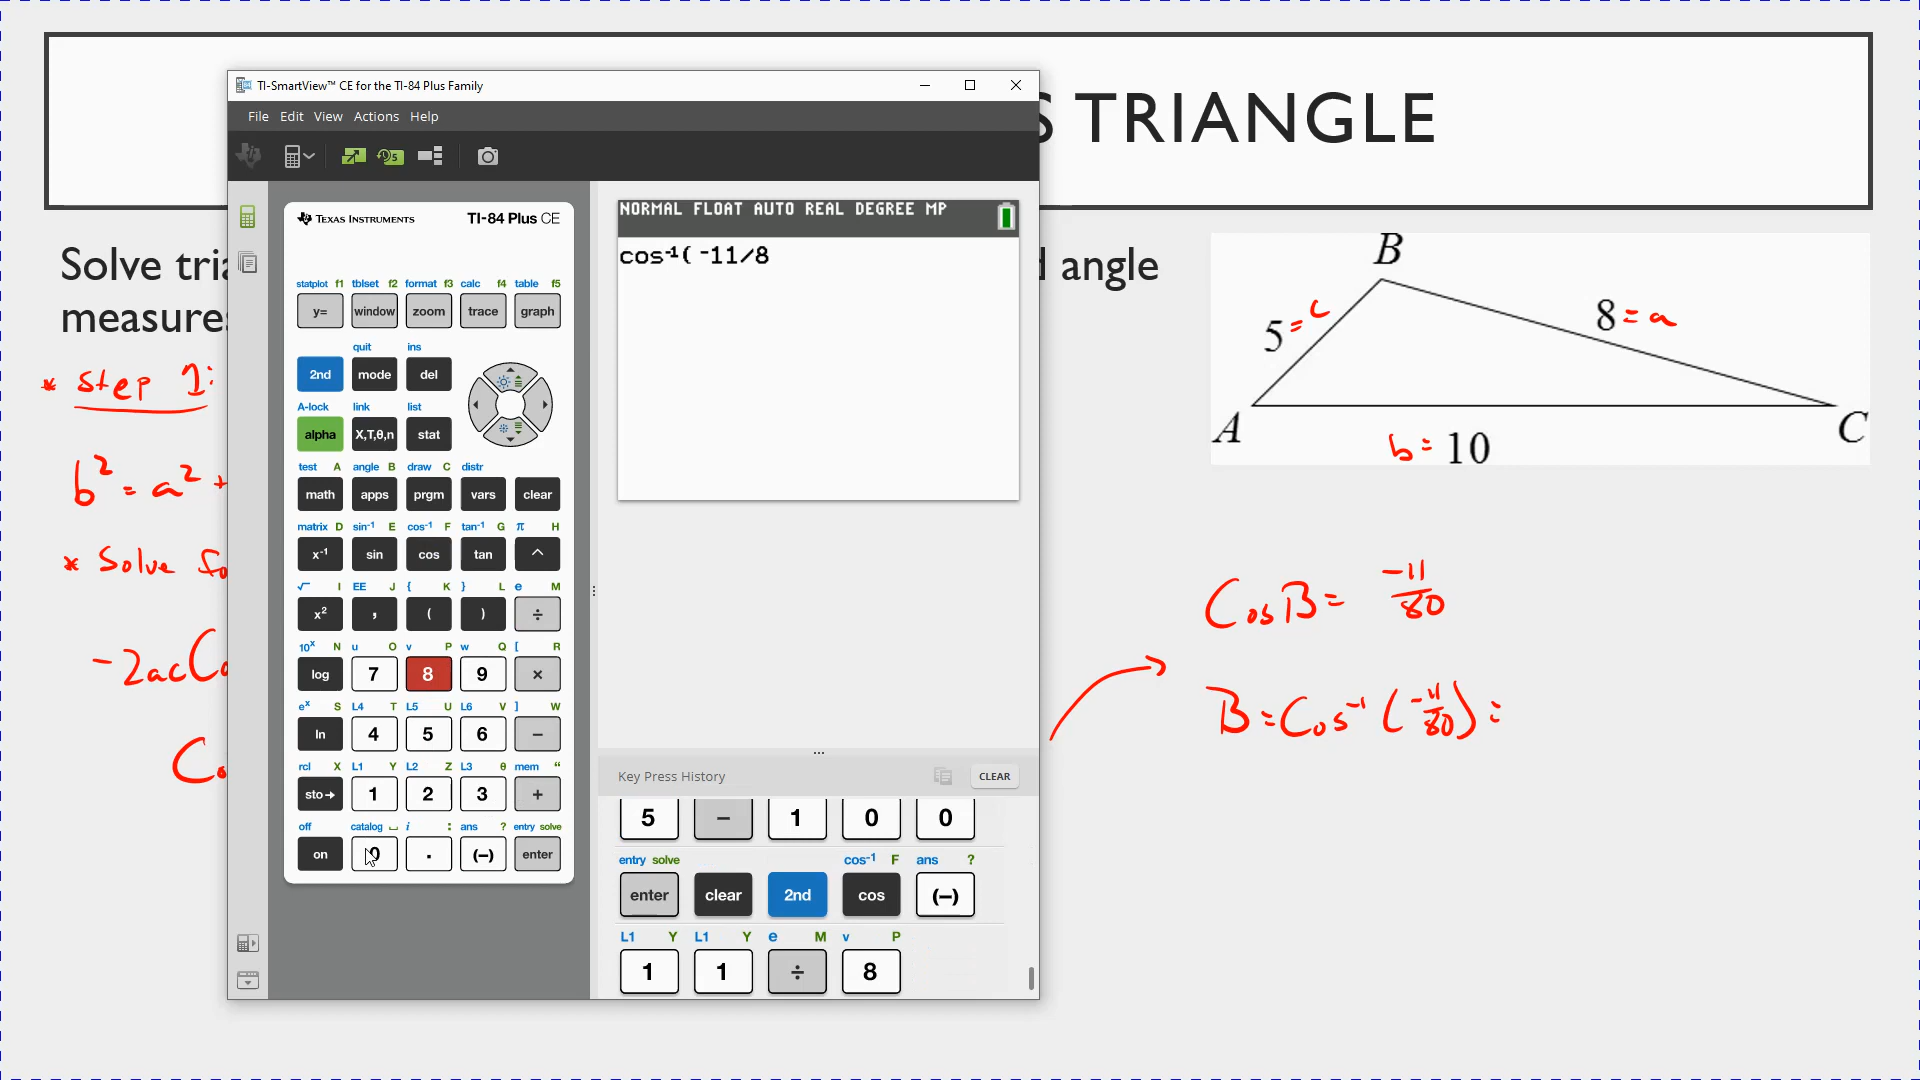 S TRIANGLE
Solve tria
d angle
measures
* Step 1:
b² = a² +
* Solve fo
-2acCo
Co
TI-SmartView™ CE for the TI-84 Plus Family
File Edit View Actions Help
TEXAS INSTRUMENTS TI-84 Plus CE
statplot f1 tblset f2 format f3 calc f4 table f5
y= window zoom trace graph
quit ins
2nd mode del
A-lock link list
alpha X,T,θ,n stat
test A angle B draw C distr
math apps prgm vars clear
matrix D sin⁻¹ E cos⁻¹ F tan⁻¹ G π H
x⁻¹ sin cos tan ^
√ I EE J { K } L e M
x² , ( ) ÷
10ˣ N u O v P w Q [ R
log 7 8 9 ×
eˣ S L4 T L5 U L6 V ] W
ln 4 5 6 −
rcl X L1 Y L2 Z L3 θ mem “
sto→ 1 2 3 +
off catalog ⎵ i : ans ? entry solve
on 0 . (−) enter
NORMAL FLOAT AUTO REAL DEGREE MP
cos⁻¹(-11/8
Key Press History CLEAR
5 − 1 0 0
entry solve cos⁻¹ F ans ?
enter clear 2nd cos (−)
L1 Y L1 Y e M v P
1 1 ÷ 8
B
5 = c
8 = a
A
C
b = 10
Cos B = -11/80
B = Cos⁻¹(-11/80) =